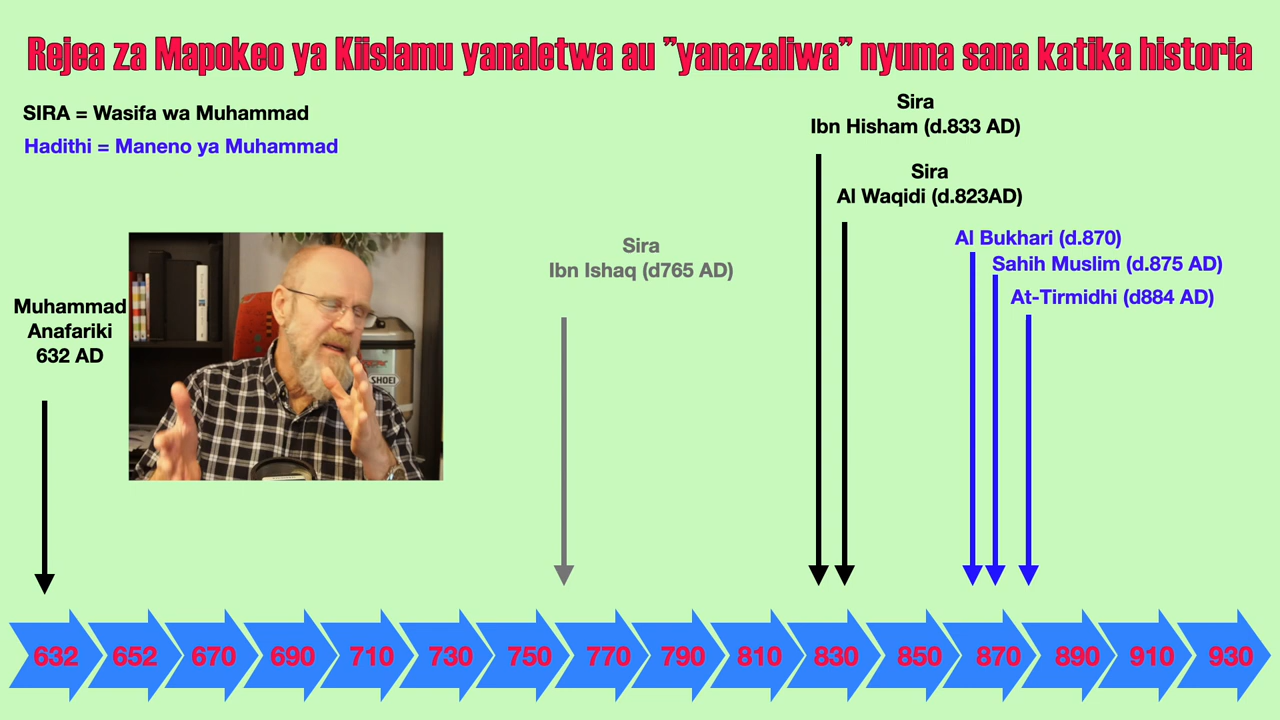 Rejea za Mapokeo ya Kiislamu yanaletwa au ”yanazaliwa” nyuma sana katika historia
SIRA = Wasifa wa Muhammad
Hadithi = Maneno ya Muhammad
Sira
Ibn Hisham (d.833 AD)
Sira
Al Waqidi (d.823AD)
Sira
Ibn Ishaq (d765 AD)
Al Bukhari (d.870)
Sahih Muslim (d.875 AD)
At-Tirmidhi (d884 AD)
Muhammad
Anafariki
632 AD
SHOEI
632 652 670 690 710 730 750 770 790 810 830 850 870 890 910 930